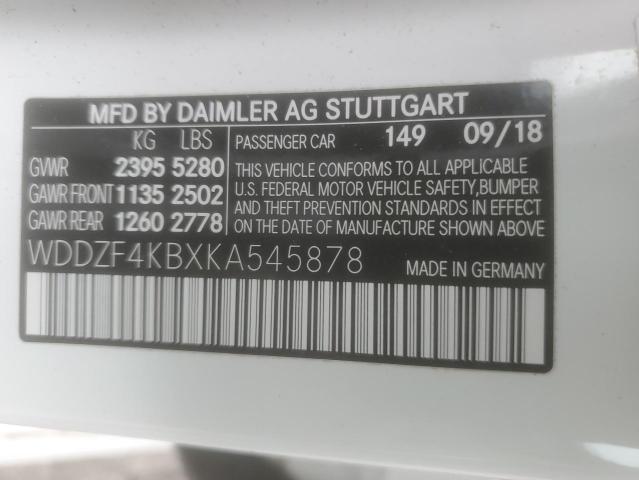 MFD BY DAIMLER AG STUTTGART
KG LBS PASSENGER CAR 149 09/18
GVWR 2395 5280 THIS VEHICLE CONFORMS TO ALL APPLICABLE
GAWR FRONT 1135 2502 U.S. FEDERAL MOTOR VEHICLE SAFETY,BUMPER
GAWR REAR 1260 2778 AND THEFT PREVENTION STANDARDS IN EFFECT
ON THE DATE OF MANUFACTURE SHOWN ABOVE
WDDZF4KBXKA545878 MADE IN GERMANY